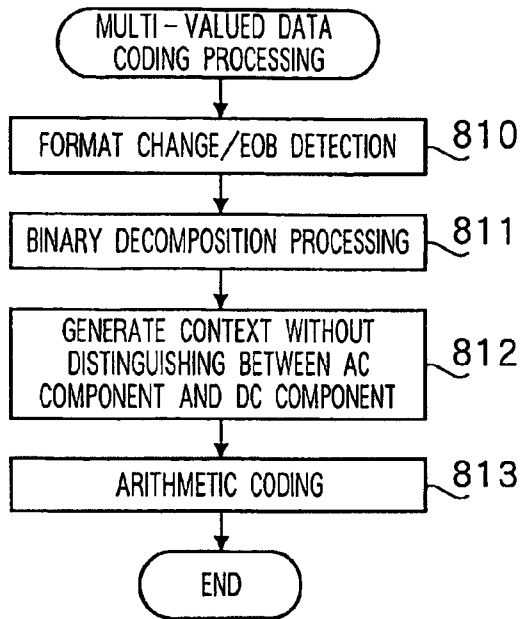 MULTI-VALUED DATA
CODING PROCESSING
FORMAT CHANGE/EOB DETECTION
810
BINARY DECOMPOSITION PROCESSING
811
GENERATE CONTEXT WITHOUT
DISTINGUISHING BETWEEN AC
COMPONENT AND DC COMPONENT
812
ARITHMETIC CODING
813
END